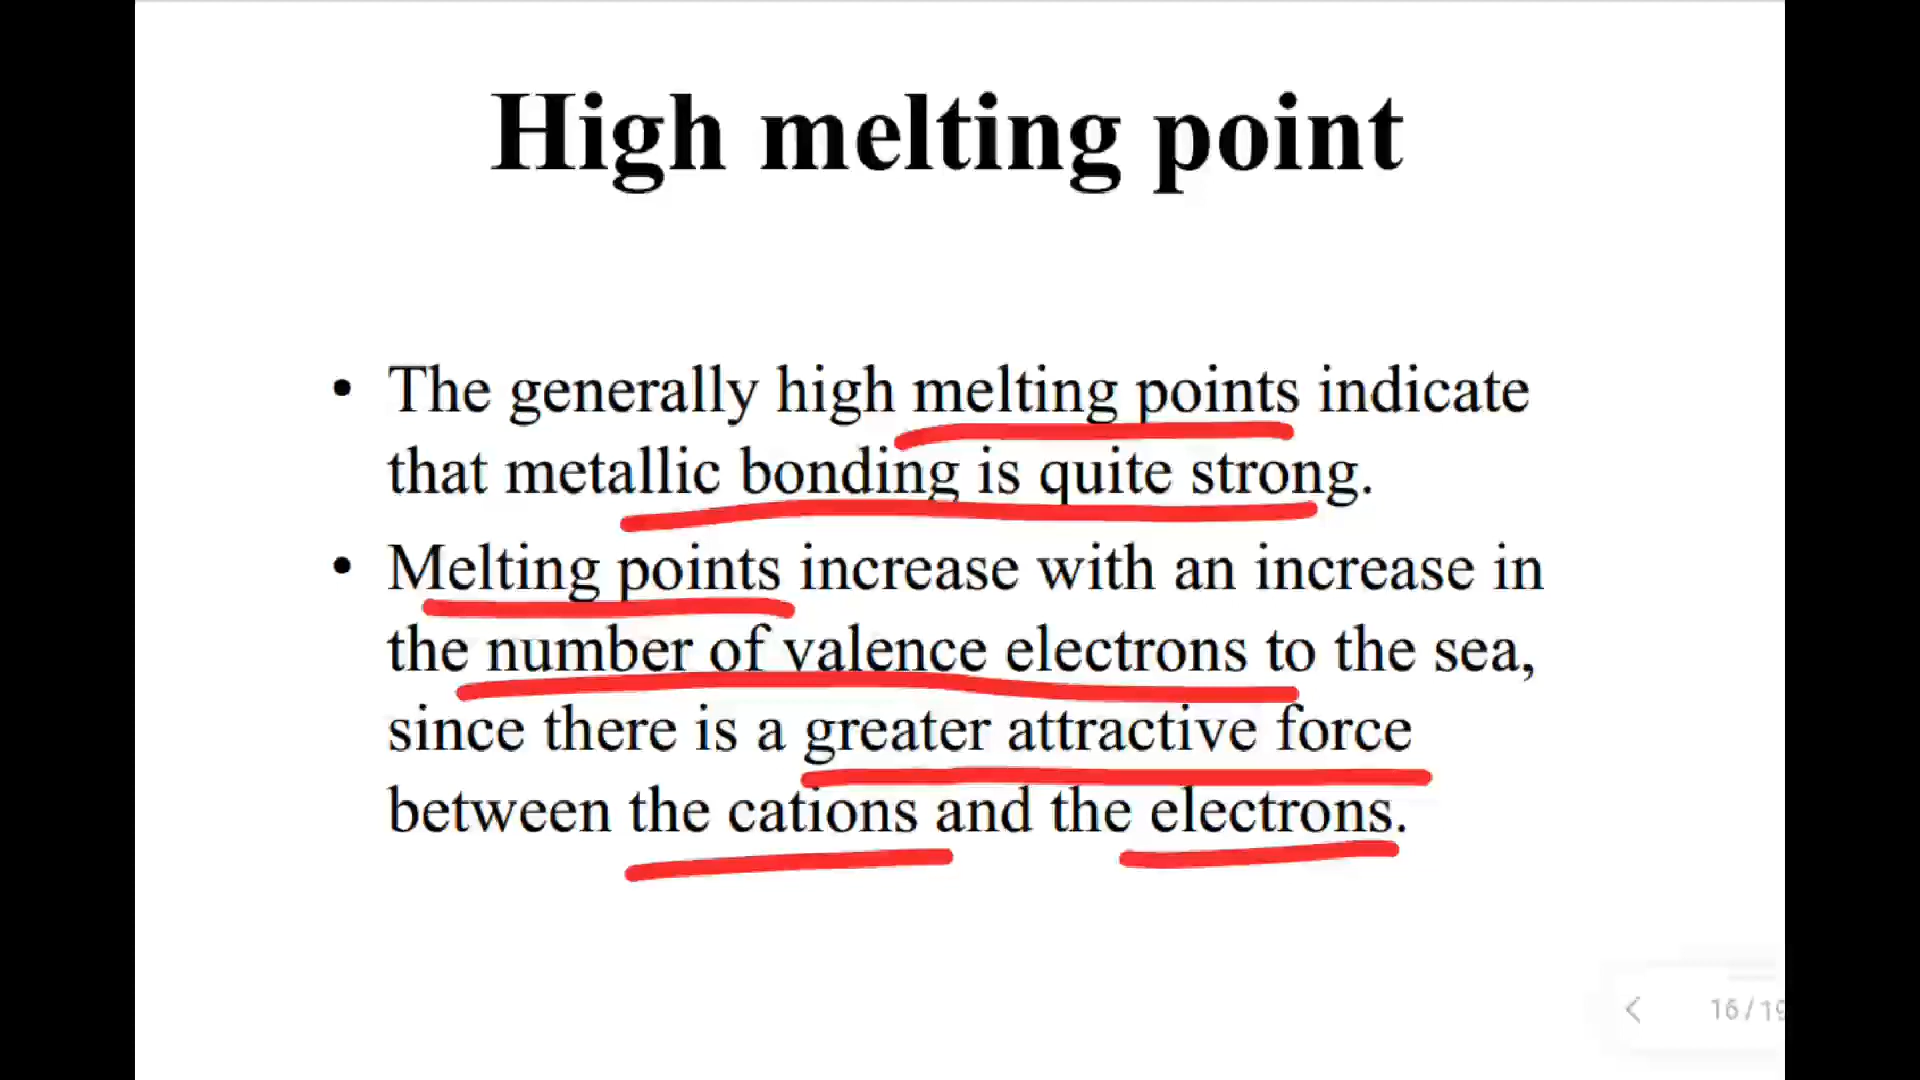 High melting point
• The generally high melting points indicate
that metallic bonding is quite strong.
• Melting points increase with an increase in
the number of valence electrons to the sea,
since there is a greater attractive force
between the cations and the electrons.
< 16/19